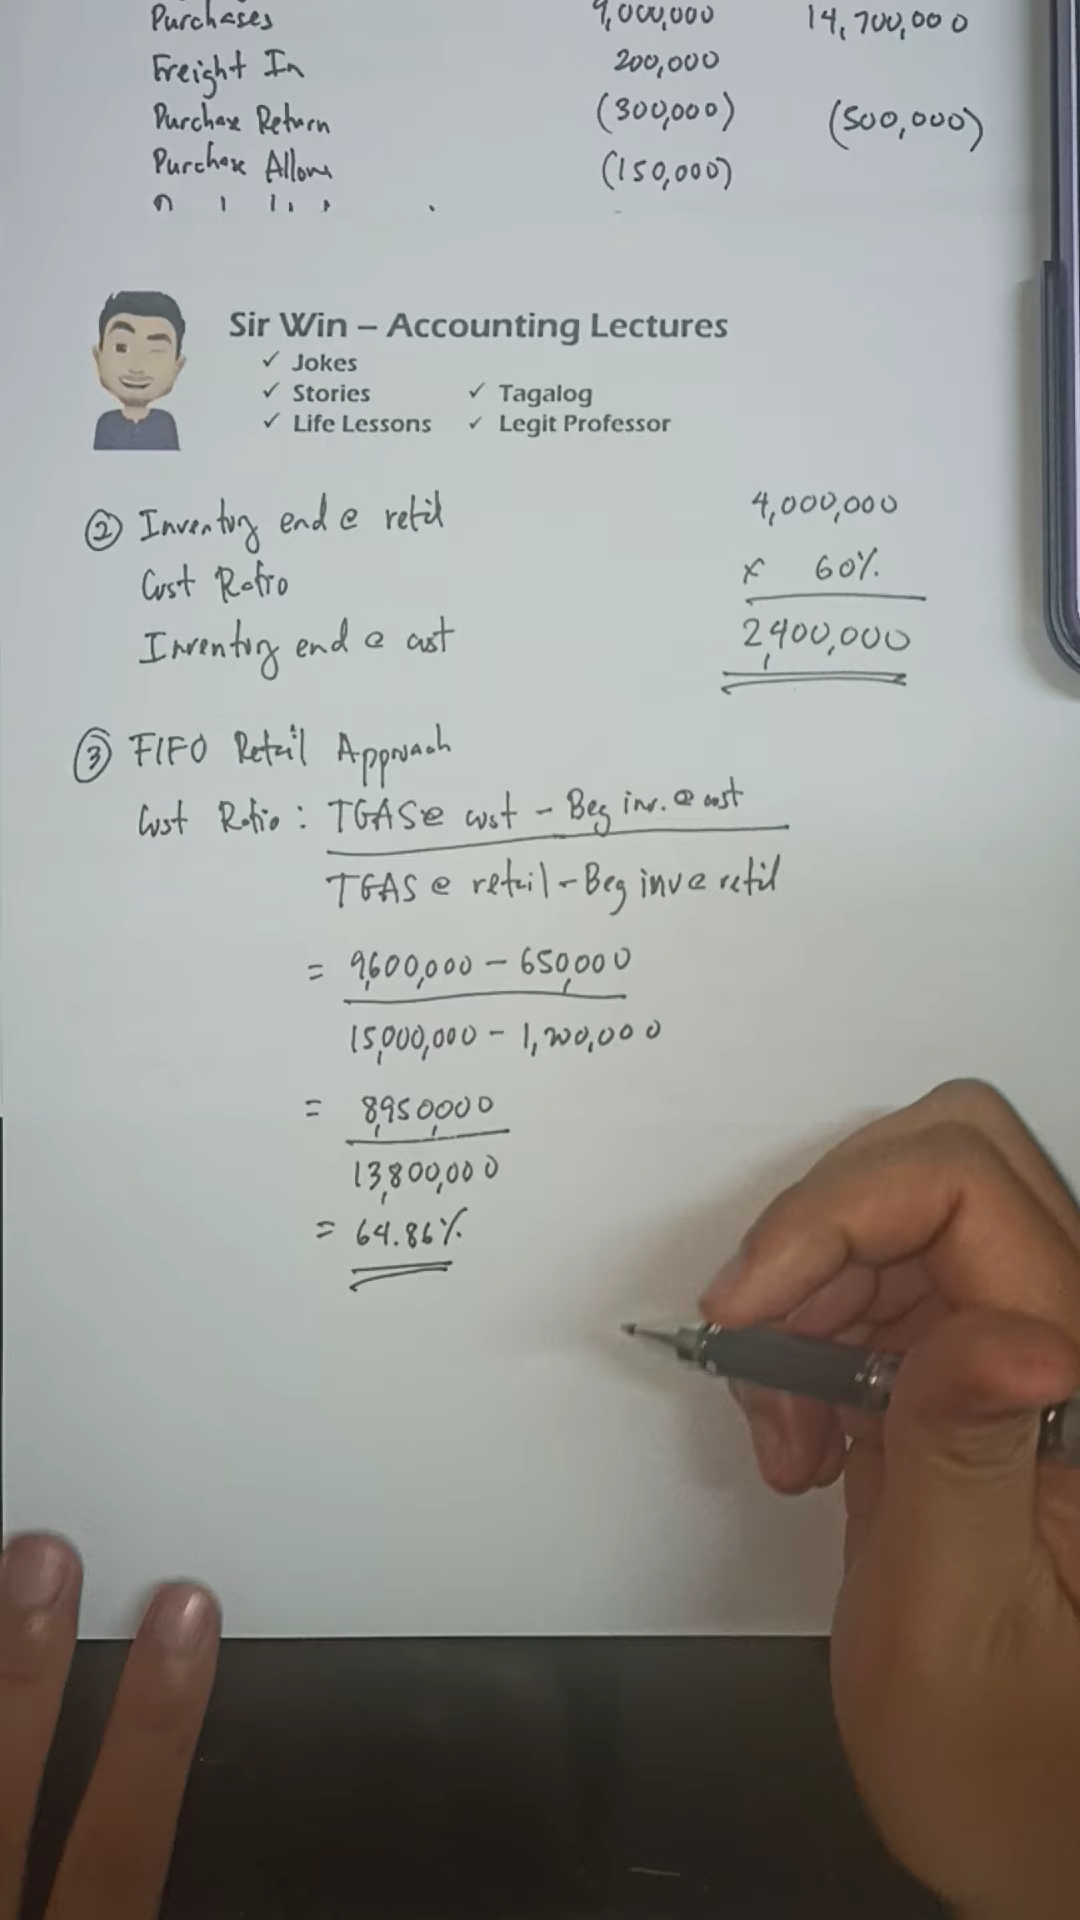 Purchases 9,000,000 14,700,000
Freight In 200,000
Purchase Return (300,000) (500,000)
Purchase Allow (150,000)
Sir Win – Accounting Lectures
✓ Jokes
✓ Stories ✓ Tagalog
✓ Life Lessons ✓ Legit Professor
② Inventory end @ retail 4,000,000
Cost Ratio x 60%
Inventory end @ cost 2,400,000
③ FIFO Retail Approach
Cost Ratio: TGAS @ cost - Beg inv. @ cost
TGAS @ retail - Beg inv @ retail
= 9,600,000 - 650,000
15,000,000 - 1,200,000
= 8,950,000
13,800,000
= 64.86%